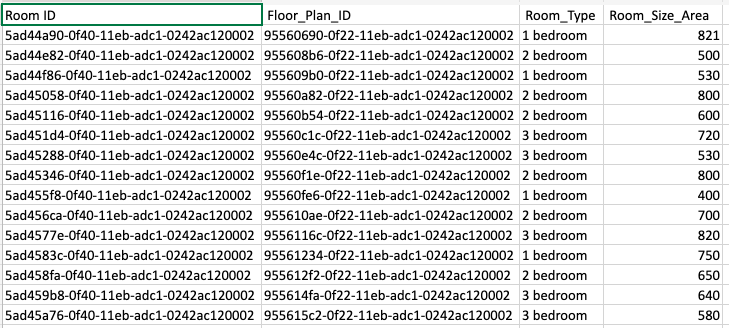 Room ID Floor_Plan_ID Room_Type Room_Size_Area
5ad44a90-0f40-11eb-adc1-0242ac120002 95560690-0f22-11eb-adc1-0242ac120002 1 bedroom 821
5ad44e82-0f40-11eb-adc1-0242ac120002 955608b6-0f22-11eb-adc1-0242ac120002 2 bedroom 500
5ad44f86-0f40-11eb-adc1-0242ac120002 955609b0-0f22-11eb-adc1-0242ac120002 1 bedroom 530
5ad45058-0f40-11eb-adc1-0242ac120002 95560a82-0f22-11eb-adc1-0242ac120002 2 bedroom 800
5ad45116-0f40-11eb-adc1-0242ac120002 95560b54-0f22-11eb-adc1-0242ac120002 2 bedroom 600
5ad451d4-0f40-11eb-adc1-0242ac120002 95560c1c-0f22-11eb-adc1-0242ac120002 3 bedroom 720
5ad45288-0f40-11eb-adc1-0242ac120002 95560e4c-0f22-11eb-adc1-0242ac120002 3 bedroom 530
5ad45346-0f40-11eb-adc1-0242ac120002 95560f1e-0f22-11eb-adc1-0242ac120002 2 bedroom 800
5ad455f8-0f40-11eb-adc1-0242ac120002 95560fe6-0f22-11eb-adc1-0242ac120002 1 bedroom 400
5ad456ca-0f40-11eb-adc1-0242ac120002 955610ae-0f22-11eb-adc1-0242ac120002 2 bedroom 700
5ad4577e-0f40-11eb-adc1-0242ac120002 9556116c-0f22-11eb-adc1-0242ac120002 3 bedroom 820
5ad4583c-0f40-11eb-adc1-0242ac120002 95561234-0f22-11eb-adc1-0242ac120002 1 bedroom 750
5ad458fa-0f40-11eb-adc1-0242ac120002 955612f2-0f22-11eb-adc1-0242ac120002 2 bedroom 650
5ad459b8-0f40-11eb-adc1-0242ac120002 955614fa-0f22-11eb-adc1-0242ac120002 3 bedroom 640
5ad45a76-0f40-11eb-adc1-0242ac120002 955615c2-0f22-11eb-adc1-0242ac120002 3 bedroom 580